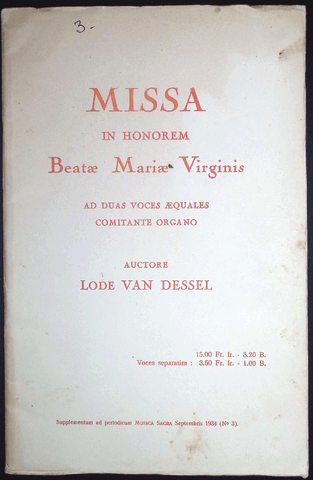 3-
MISSA
IN HONOREM
Beatæ Mariæ Virginis
AD DUAS VOCES ÆQUALES
COMITANTE ORGANO
AUCTORE
LODE VAN DESSEL
15.00 Fr. fr. - 3.20 B.
Voces separatim : 3.50 Fr. fr. - 1.00 B.
Supplementum ad periodicum MUSICA SACRA Septembris 1934 (No 3).